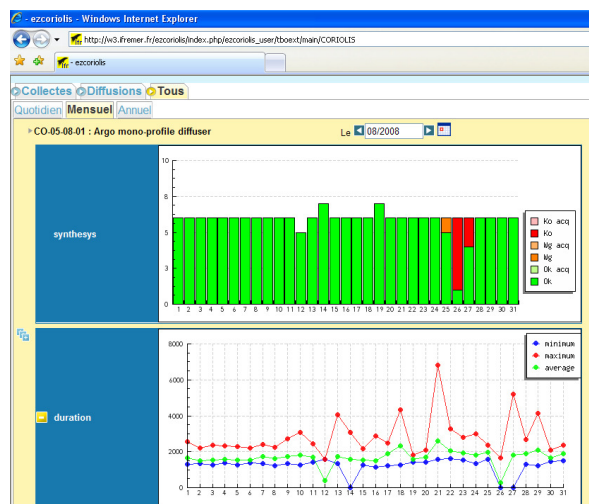 - ezcoriolis - Windows Internet Explorer
http://w3.ifremer.fr/ezcoriolis/index.php/ezcoriolis_user/tboext/main/CORIOLIS
- ezcoriolis
Collectes Diffusions Tous
Quotidien Mensuel Annuel
CO-05-08-01 : Argo mono-profile diffuser Le 08/2008
synthesys
10
8
5
3
0
1 2 3 4 5 6 7 8 9 10 11 12 13 14 15 16 17 18 19 20 21 22 23 24 25 26 27 28 29 30 31
Ko acq
Ko
Wg acq
Wg
Ok acq
Ok
duration
8000
6000
4000
2000
0
1 2 3 4 5 6 7 8 9 10 11 12 13 14 15 16 17 18 19 20 21 22 23 24 25 26 27 28 29 30 31
minimum
maximum
average